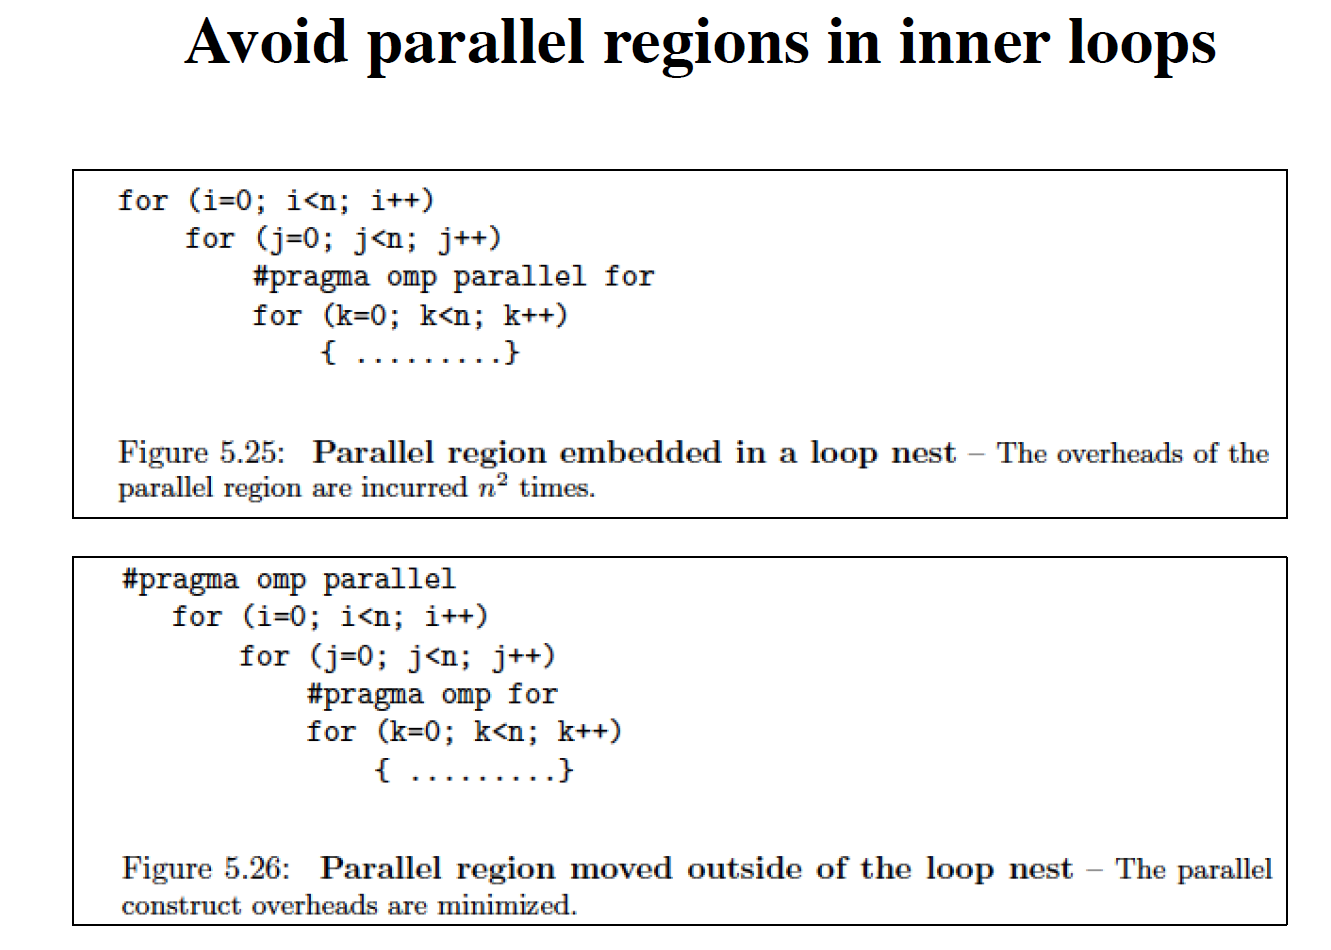 Avoid parallel regions in inner loops
for (i=0; i<n; i++)
for (j=0; j<n; j++)
#pragma omp parallel for
for (k=0; k<n; k++)
{ .........}
Figure 5.25: Parallel region embedded in a loop nest – The overheads of the
parallel region are incurred n² times.
#pragma omp parallel
for (i=0; i<n; i++)
for (j=0; j<n; j++)
#pragma omp for
for (k=0; k<n; k++)
{ .........}
Figure 5.26: Parallel region moved outside of the loop nest – The parallel
construct overheads are minimized.